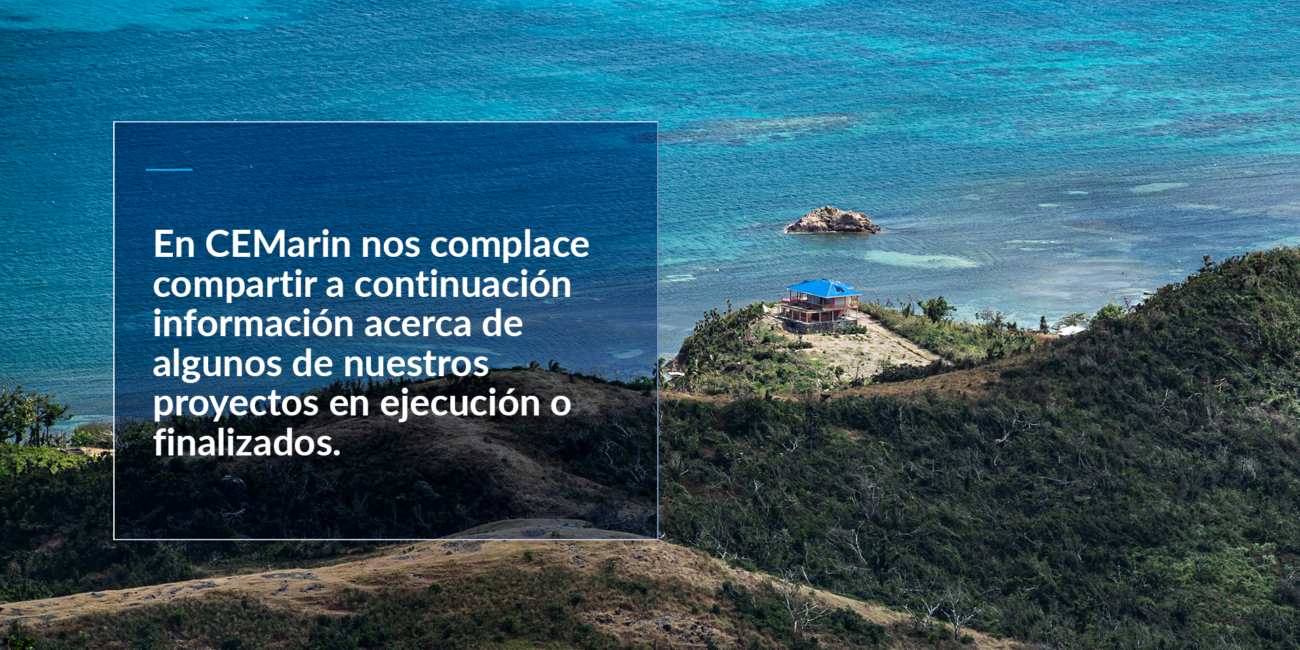 En CEMarin nos complace
compartir a continuación
información acerca de
algunos de nuestros
proyectos en ejecución o
finalizados.